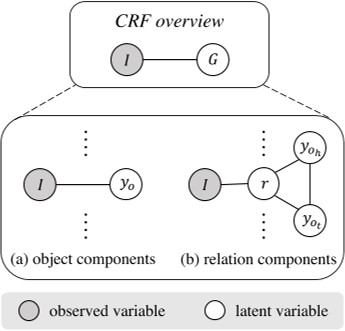 CRF overview
I G
I y_o I r y_{o_h}
y_{o_t}
(a) object components (b) relation components
observed variable latent variable